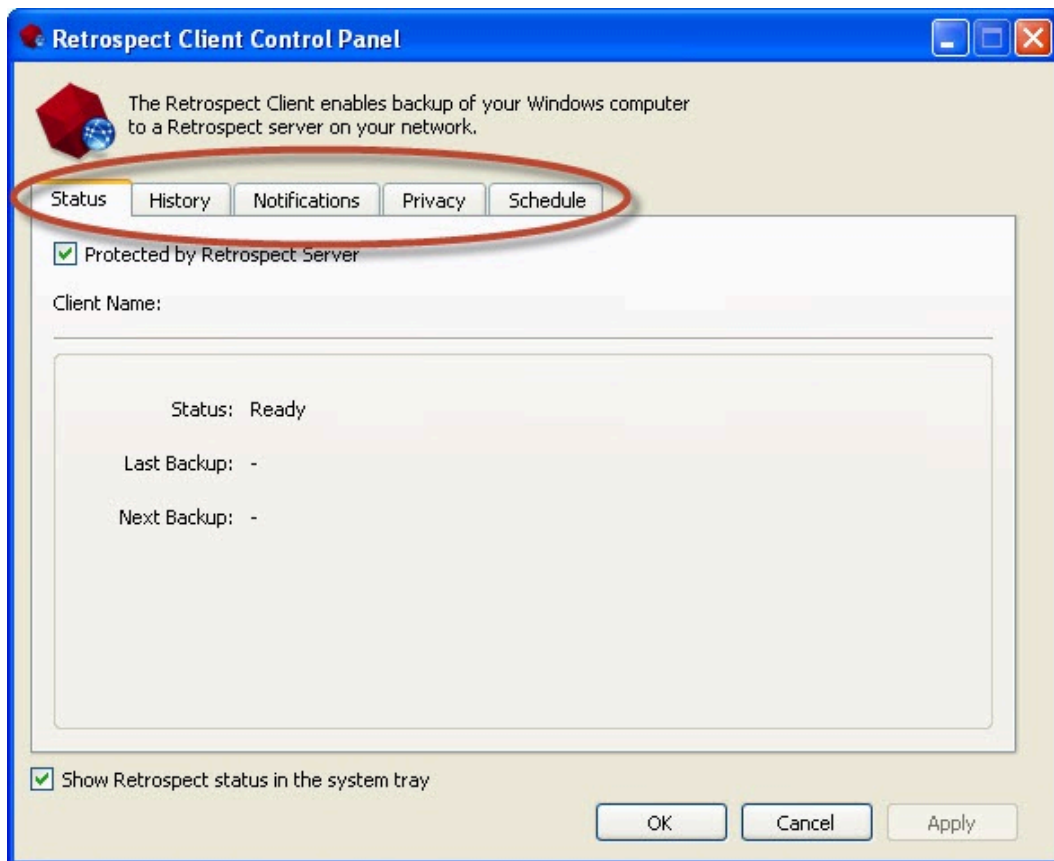 Retrospect Client Control Panel
The Retrospect Client enables backup of your Windows computer
to a Retrospect server on your network.
Status History Notifications Privacy Schedule
Protected by Retrospect Server
Client Name:
Status: Ready
Last Backup: -
Next Backup: -
Show Retrospect status in the system tray
OK Cancel Apply